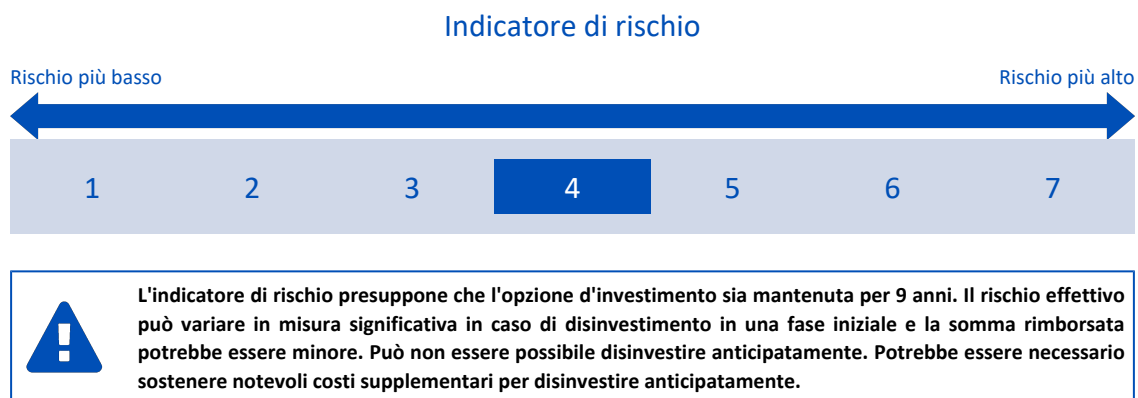 Indicatore di rischio
Rischio più basso
Rischio più alto
1 2 3 4 5 6 7
L'indicatore di rischio presuppone che l'opzione d'investimento sia mantenuta per 9 anni. Il rischio effettivo
può variare in misura significativa in caso di disinvestimento in una fase iniziale e la somma rimborsata
potrebbe essere minore. Può non essere possibile disinvestire anticipatamente. Potrebbe essere necessario
sostenere notevoli costi supplementari per disinvestire anticipatamente.